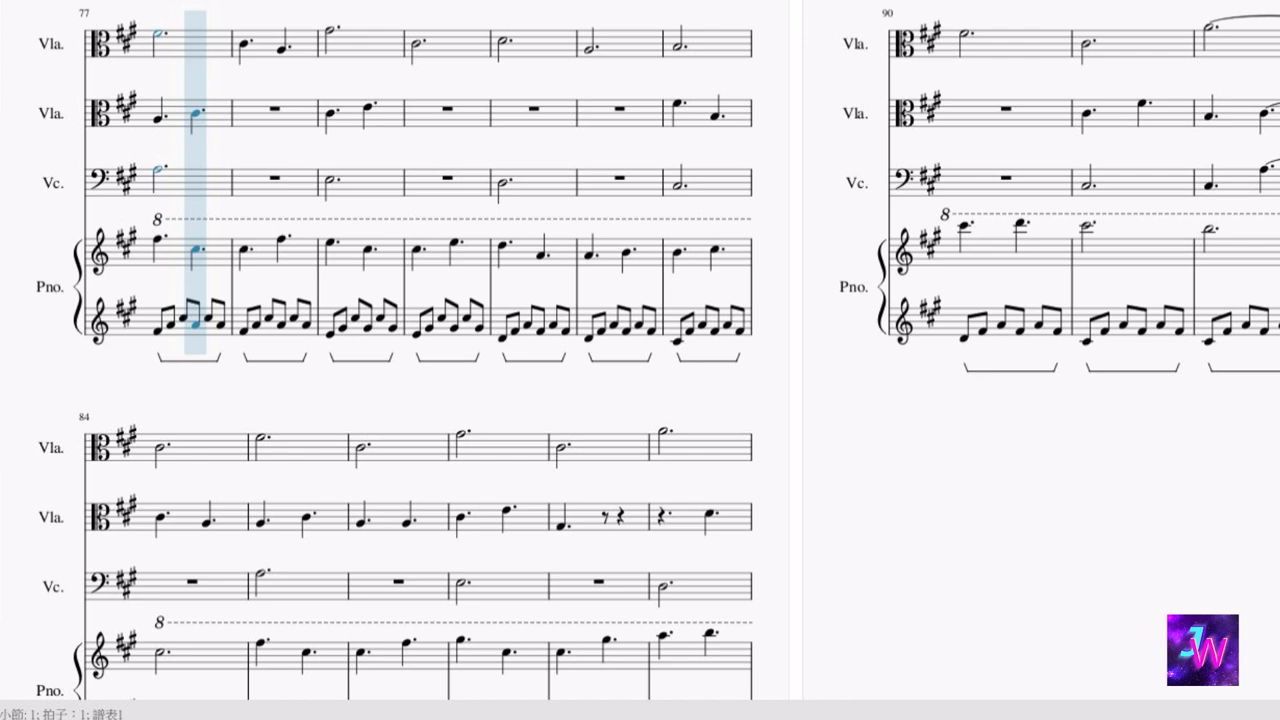 77
Vla.
Vla.
Vc.
8
Pno.
84
Vla.
Vla.
Vc.
8
Pno.
90
Vla.
Vla.
Vc.
8
Pno.
JW
小節: 1; 拍子：1; 譜表1